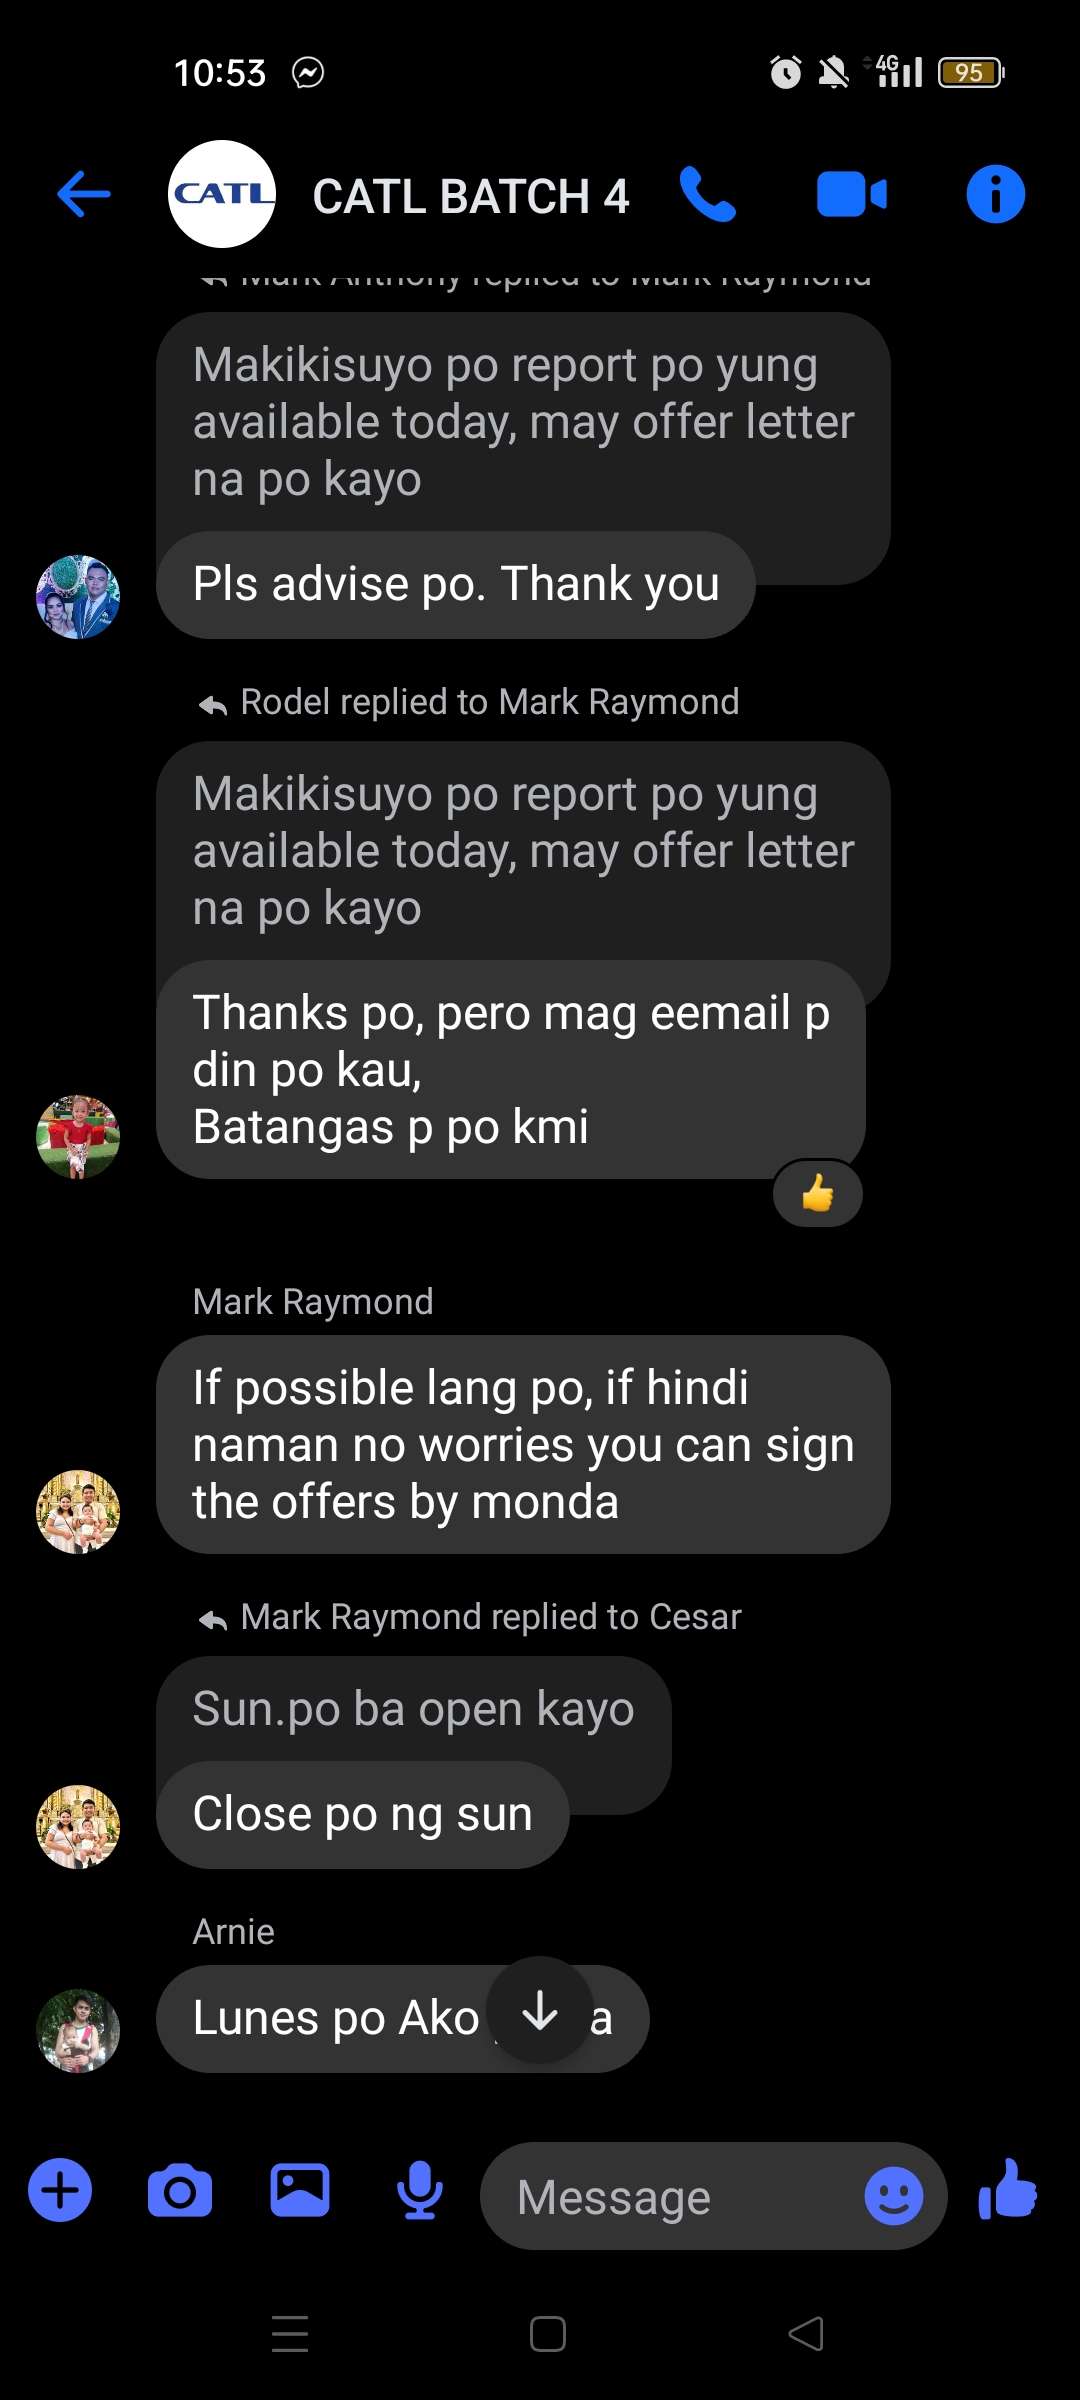 10:53
4G
95
CATL
CATL BATCH 4
Mark Anthony replied to Mark Raymond
Makikisuyo po report po yung
available today, may offer letter
na po kayo
Pls advise po. Thank you
Rodel replied to Mark Raymond
Makikisuyo po report po yung
available today, may offer letter
na po kayo
Thanks po, pero mag eemail p
din po kau,
Batangas p po kmi
Mark Raymond
If possible lang po, if hindi
naman no worries you can sign
the offers by monda
Mark Raymond replied to Cesar
Sun.po ba open kayo
Close po ng sun
Arnie
Lunes po Ako
Message